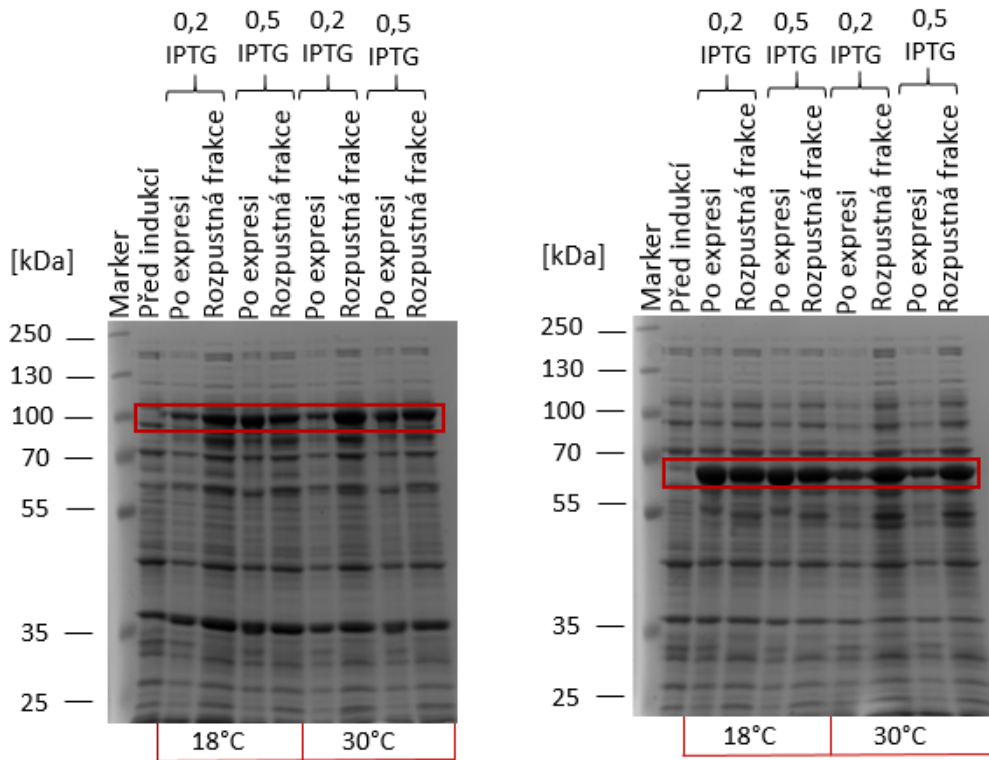 0,2
IPTG
0,5
IPTG
0,2
IPTG
0,5
IPTG
[kDa]
Marker
Před indukcí
Po expresi
Rozpustná frakce
Po expresi
Rozpustná frakce
Po expresi
Rozpustná frakce
Po expresi
Rozpustná frakce
250
130
100
70
55
35
25
18°C
30°C
0,2
IPTG
0,5
IPTG
0,2
IPTG
0,5
IPTG
[kDa]
Marker
Před indukcí
Po expresi
Rozpustná frakce
Po expresi
Rozpustná frakce
Po expresi
Rozpustná frakce
Po expresi
Rozpustná frakce
250
130
100
70
55
35
25
18°C
30°C